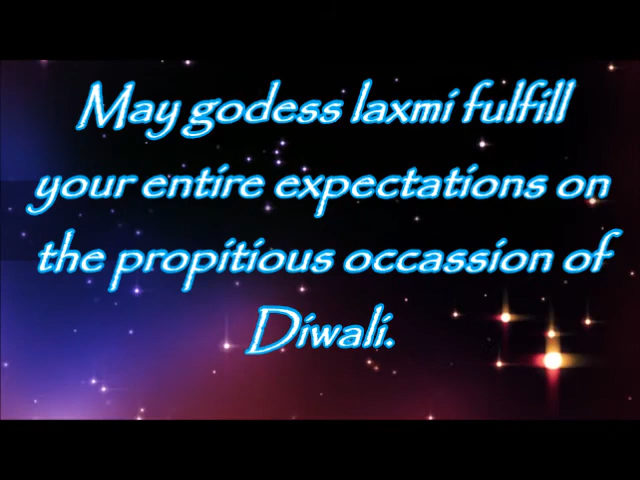 May godess laxmi fulfill
your entire expectations on
the propitious occassion of
Diwali.